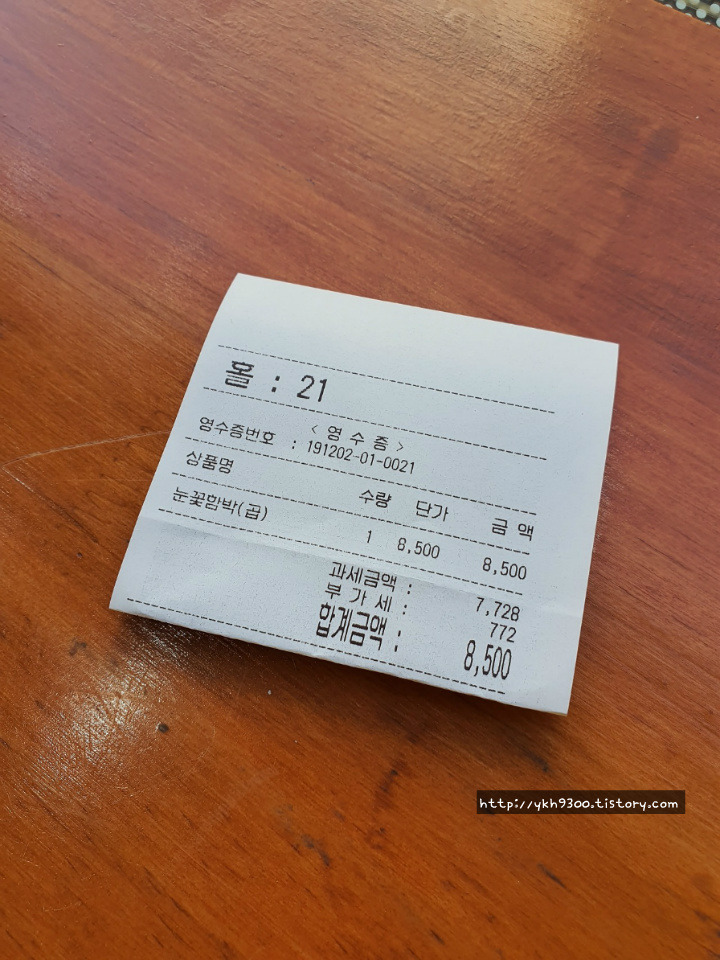 홀 : 21
< 영 수 증 >
영수증번호 : 191202-01-0021
상품명 수량 단가 금 액
눈꽃함박(곱) 1 8,500 8,500
과세금액 : 7,728
부 가 세 : 772
합계금액 : 8,500
http://ykh9300.tistory.com